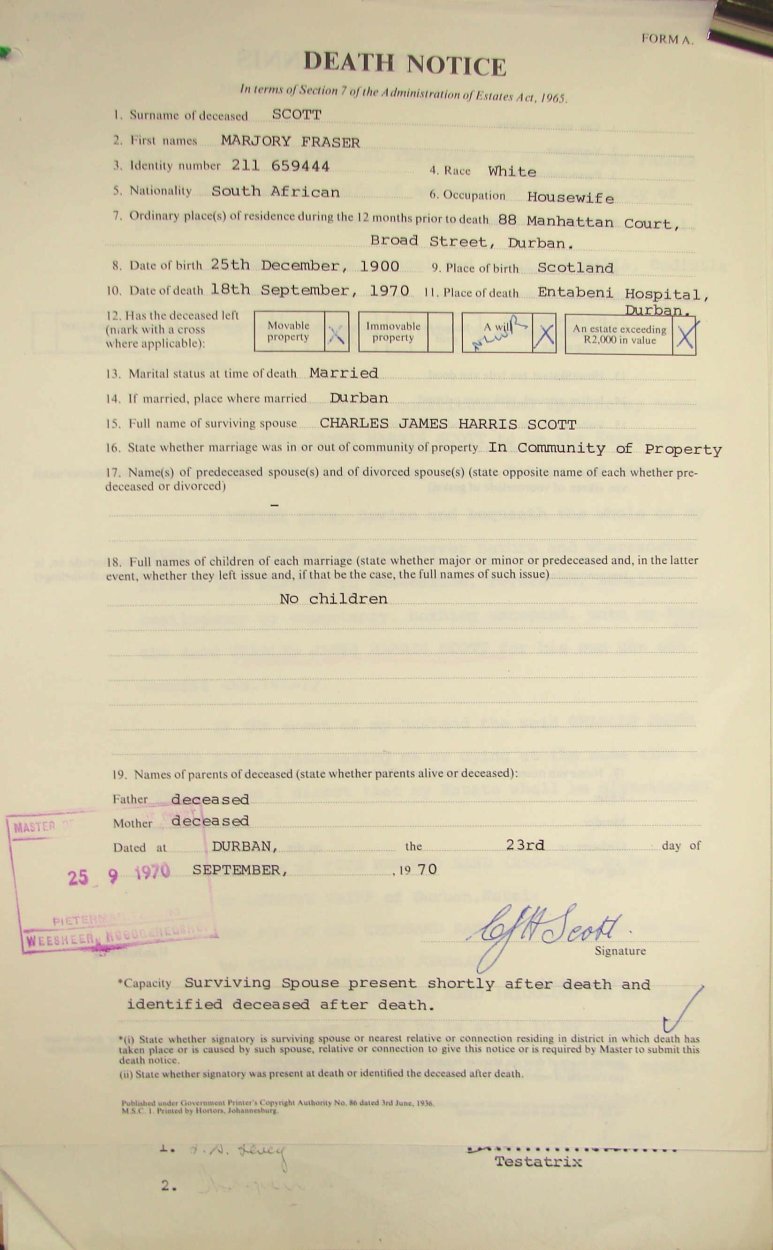 FORM A.
DEATH NOTICE
In terms of Section 7 of the Administration of Estates Act, 1965.
1. Surname of deceased SCOTT
2. First names MARJORY FRASER
3. Identity number 211 659444 4. Race White
5. Nationality South African 6. Occupation Housewife
7. Ordinary place(s) of residence during the 12 months prior to death 88 Manhattan Court,
Broad Street, Durban.
8. Date of birth 25th December, 1900 9. Place of birth Scotland
10. Date of death 18th September, 1970 11. Place of death Entabeni Hospital,
Durban.
12. Has the deceased left
(mark with a cross
where applicable):
Movable
property X
Immovable
property
A will X
An estate exceeding
R2,000 in value X
13. Marital status at time of death Married
14. If married, place where married Durban
15. Full name of surviving spouse CHARLES JAMES HARRIS SCOTT
16. State whether marriage was in or out of community of property In Community of Property
17. Name(s) of predeceased spouse(s) and of divorced spouse(s) (state opposite name of each whether pre-
deceased or divorced)
–
18. Full names of children of each marriage (state whether major or minor or predeceased and, in the latter
event, whether they left issue and, if that be the case, the full names of such issue)
No children
19. Names of parents of deceased (state whether parents alive or deceased):
Father deceased
Mother deceased
MASTER OF
Dated at DURBAN, the 23rd day of
25 9 1970 SEPTEMBER, , 19 70
WEESHEER,
CJH Scott.
Signature
*Capacity Surviving Spouse present shortly after death and
identified deceased after death.
*(i) State whether signatory is surviving spouse or nearest relative or connection residing in district in which death has
taken place or is caused by such spouse, relative or connection to give this notice or is required by Master to submit this
death notice.
(ii) State whether signatory was present at death or identified the deceased after death.
Published under Government Printer's Copyright Authority No. 86 dated 3rd June, 1936.
M.S.C. 1. Printed by Hortors, Johannesburg.
1.
Testatrix
2.